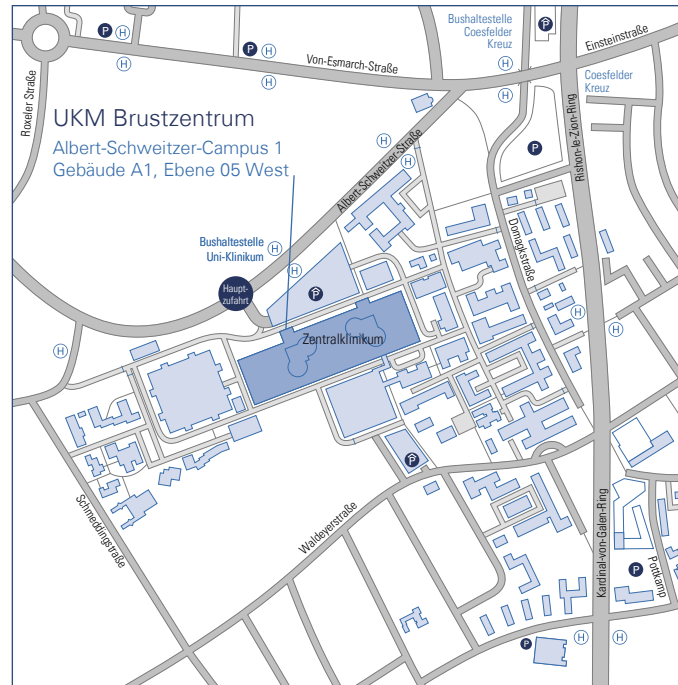 P
H
P
H
H
H
Bushaltestelle
Coesfelder
Kreuz
P
Einsteinstraße
Von-Esmarch-Straße
H
H
Coesfelder
Kreuz
Roxeler Straße
UKM Brustzentrum
Albert-Schweitzer-Campus 1
Gebäude A1, Ebene 05 West
Albert-Schweitzer-Straße
P
Rishon-le-Zion-Ring
Domagkstraße
Bushaltestelle
Uni-Klinikum
H
H
Haupt-
zufahrt
P
H
H
H
Zentralklinikum
P
Schmeddingstraße
Waldeyerstraße
Kardinal-von-Galen-Ring
P
Pottkamp
P
H
H